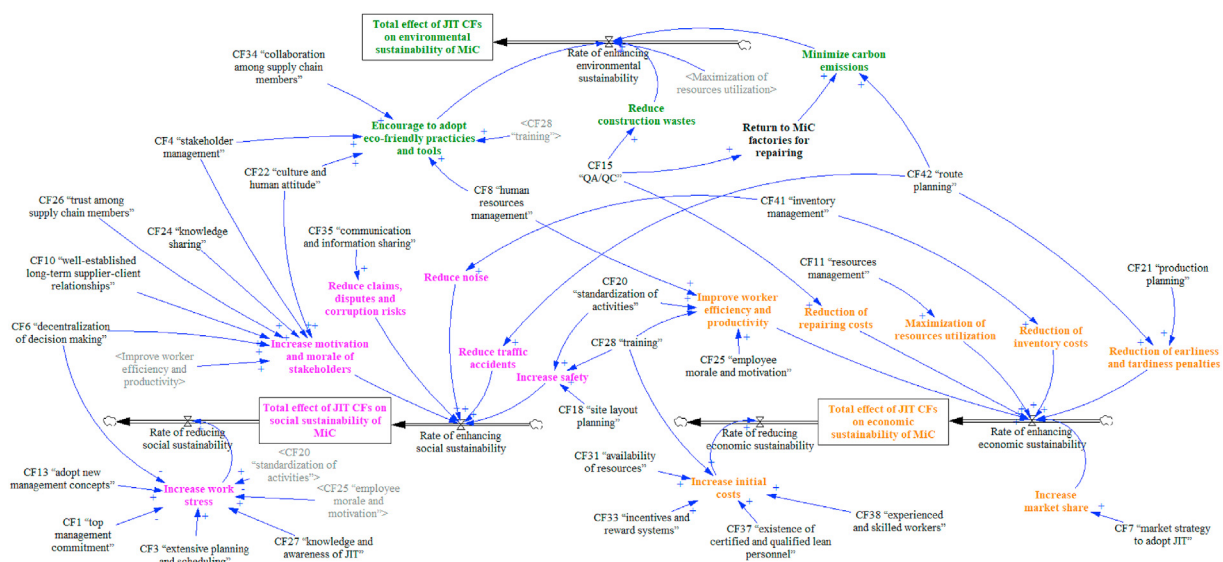 Total effect of JIT CFs
on environmental
sustainability of MiC
Rate of enhancing
environmental
sustainability
Minimize carbon
emissions
CF34 “collaboration
among supply chain
members”
<Maximization of
resources utilization>
Reduce
construction wastes
Encourage to adopt
eco-friendly practicies
and tools
<CF28
“training”>
Return to MiC
factories for
repairing
CF4 “stakeholder
management”
CF22 “culture and
human attitude”
CF15
“QA/QC”
CF42 “route
planning”
CF8 “human
resources
management”
CF26 “trust among
supply chain members”
CF41 “inventory
management”
CF24 “knowledge
sharing”
CF35 “communication
and information sharing”
CF10 “well-established
long-term supplier-client
relationships”
Reduce claims,
disputes and
corruption risks
Reduce noise
CF20
“standardization of
activities”
CF11 “resources
management”
CF21 “production
planning”
Improve worker
efficiency and
productivity
Reduction of
repairing costs
Maximization of
resources utilization
Reduction of
inventory costs
Reduction of earliness
and tardiness penalties
CF6 “decentralization
of decision making”
Increase motivation
and morale of
stakeholders
Reduce traffic
accidents
CF28 “training”
<Improve worker
efficiency and
productivity>
Increase safety
CF25 “employee
morale and motivation”
CF18 “site layout
planning”
Rate of reducing
social sustainability
Total effect of JIT CFs on
social sustainability of
MiC
Rate of enhancing
social sustainability
Rate of reducing
economic sustainability
Total effect of JIT CFs
on economic
sustainability of MiC
Rate of enhancing
economic sustainability
<CF20
“standardization of
activities”>
CF13 “adopt new
management concepts”
Increase work
stress
<CF25 “employee
morale and
motivation”>
CF31 “availability
of resources”
Increase initial
costs
Increase
market share
CF1 “top
management
commitment”
CF3 “extensive planning
and scheduling”
CF27 “knowledge and
awareness of JIT”
CF33 “incentives and
reward systems”
CF37 “existence of
certified and qualified lean
personnel”
CF38 “experienced
and skilled workers”
CF7 “market strategy
to adopt JIT”